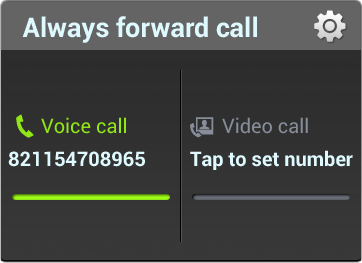 Always forward call
Voice call
821154708965
Video call
Tap to set number